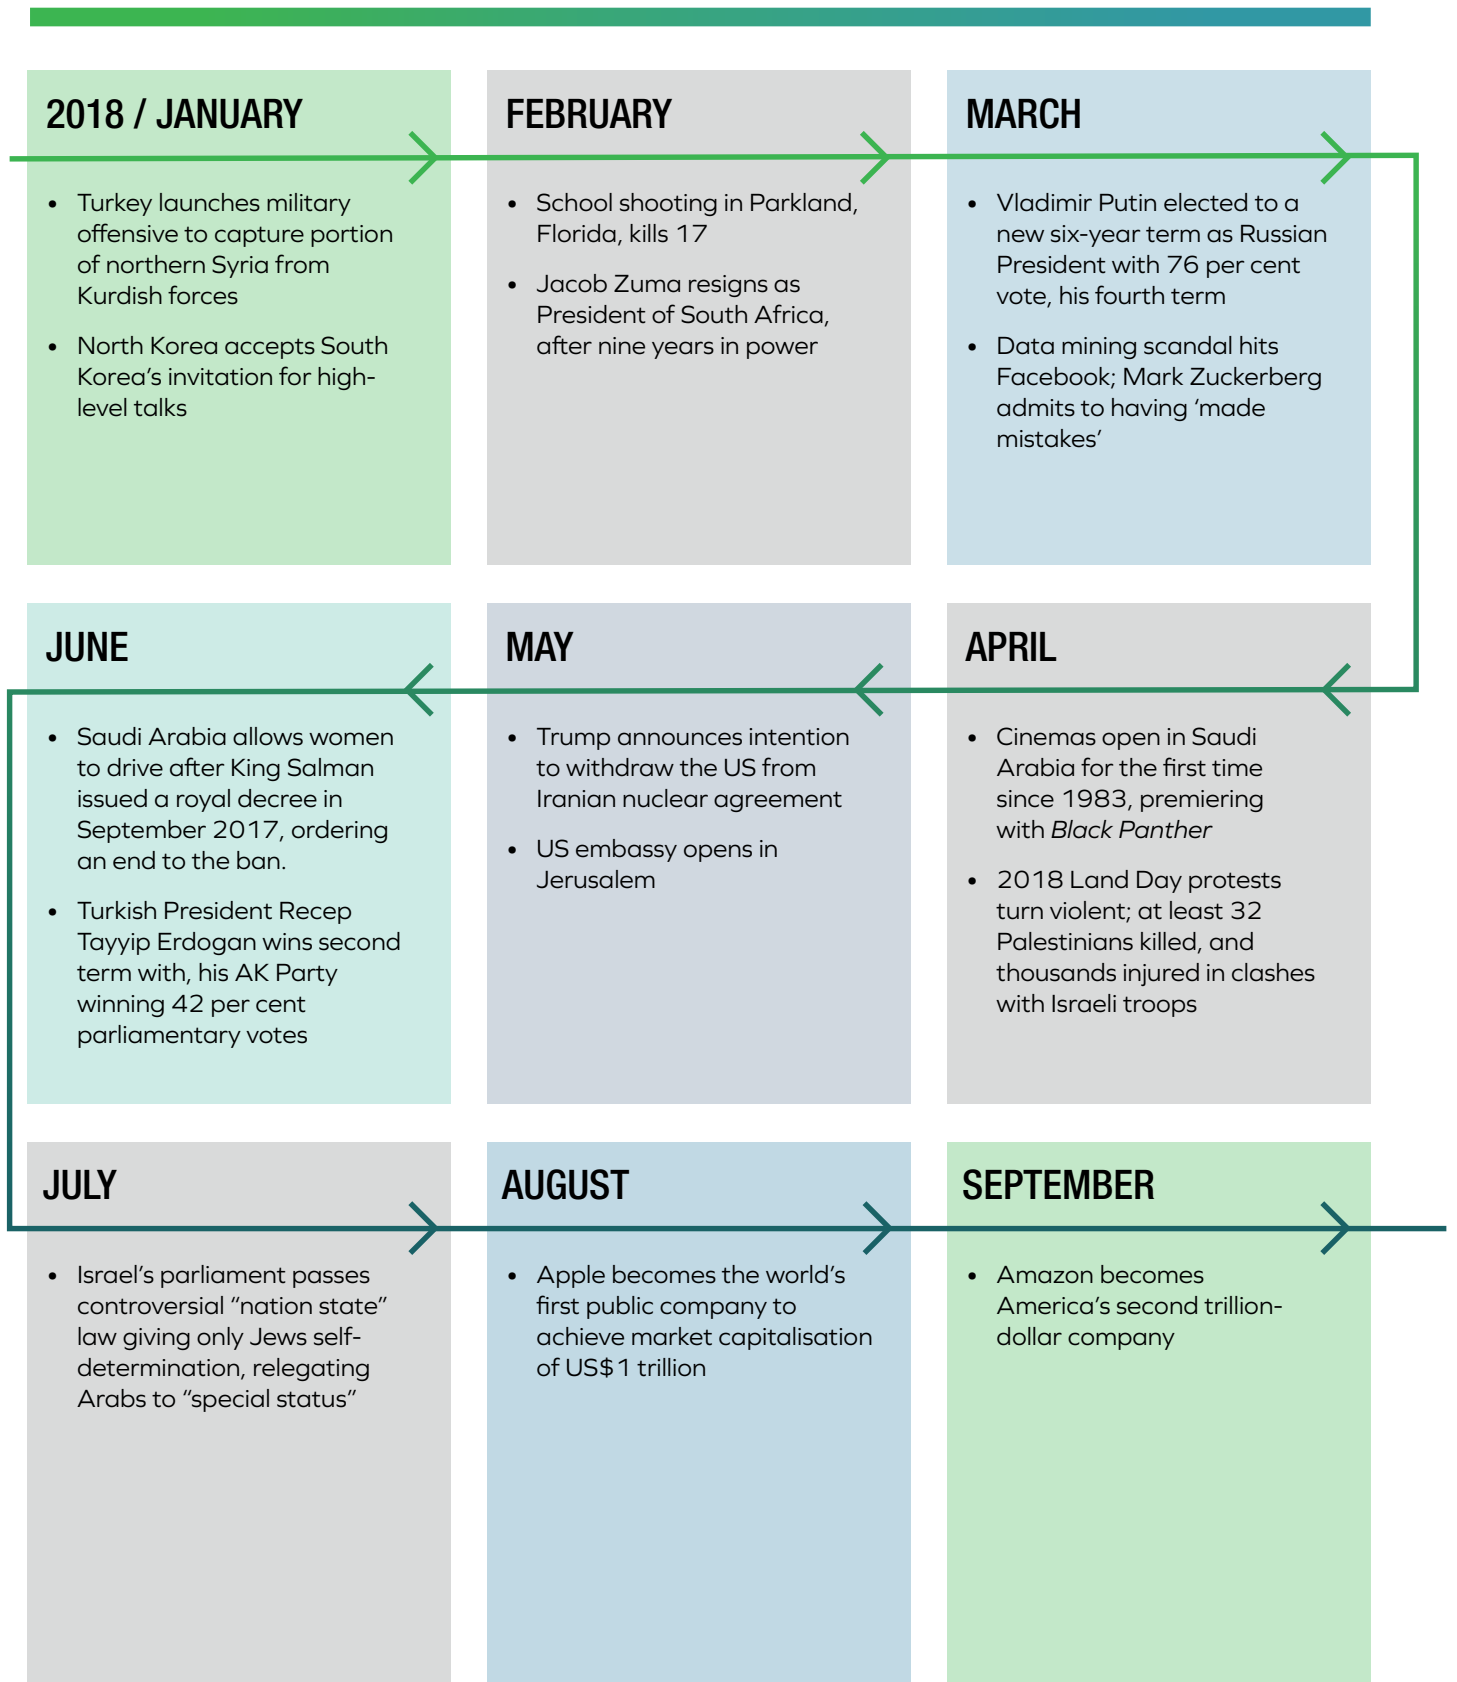 2018 / JANUARY
• Turkey launches military
offensive to capture portion
of northern Syria from
Kurdish forces
• North Korea accepts South
Korea’s invitation for high-
level talks
FEBRUARY
• School shooting in Parkland,
Florida, kills 17
• Jacob Zuma resigns as
President of South Africa,
after nine years in power
MARCH
• Vladimir Putin elected to a
new six-year term as Russian
President with 76 per cent
vote, his fourth term
• Data mining scandal hits
Facebook; Mark Zuckerberg
admits to having ‘made
mistakes’
APRIL
• Cinemas open in Saudi
Arabia for the first time
since 1983, premiering
with Black Panther
• 2018 Land Day protests
turn violent; at least 32
Palestinians killed, and
thousands injured in clashes
with Israeli troops
MAY
• Trump announces intention
to withdraw the US from
Iranian nuclear agreement
• US embassy opens in
Jerusalem
JUNE
• Saudi Arabia allows women
to drive after King Salman
issued a royal decree in
September 2017, ordering
an end to the ban.
• Turkish President Recep
Tayyip Erdogan wins second
term with, his AK Party
winning 42 per cent
parliamentary votes
JULY
• Israel’s parliament passes
controversial “nation state”
law giving only Jews self-
determination, relegating
Arabs to “special status”
AUGUST
• Apple becomes the world’s
first public company to
achieve market capitalisation
of US$1 trillion
SEPTEMBER
• Amazon becomes
America’s second trillion-
dollar company